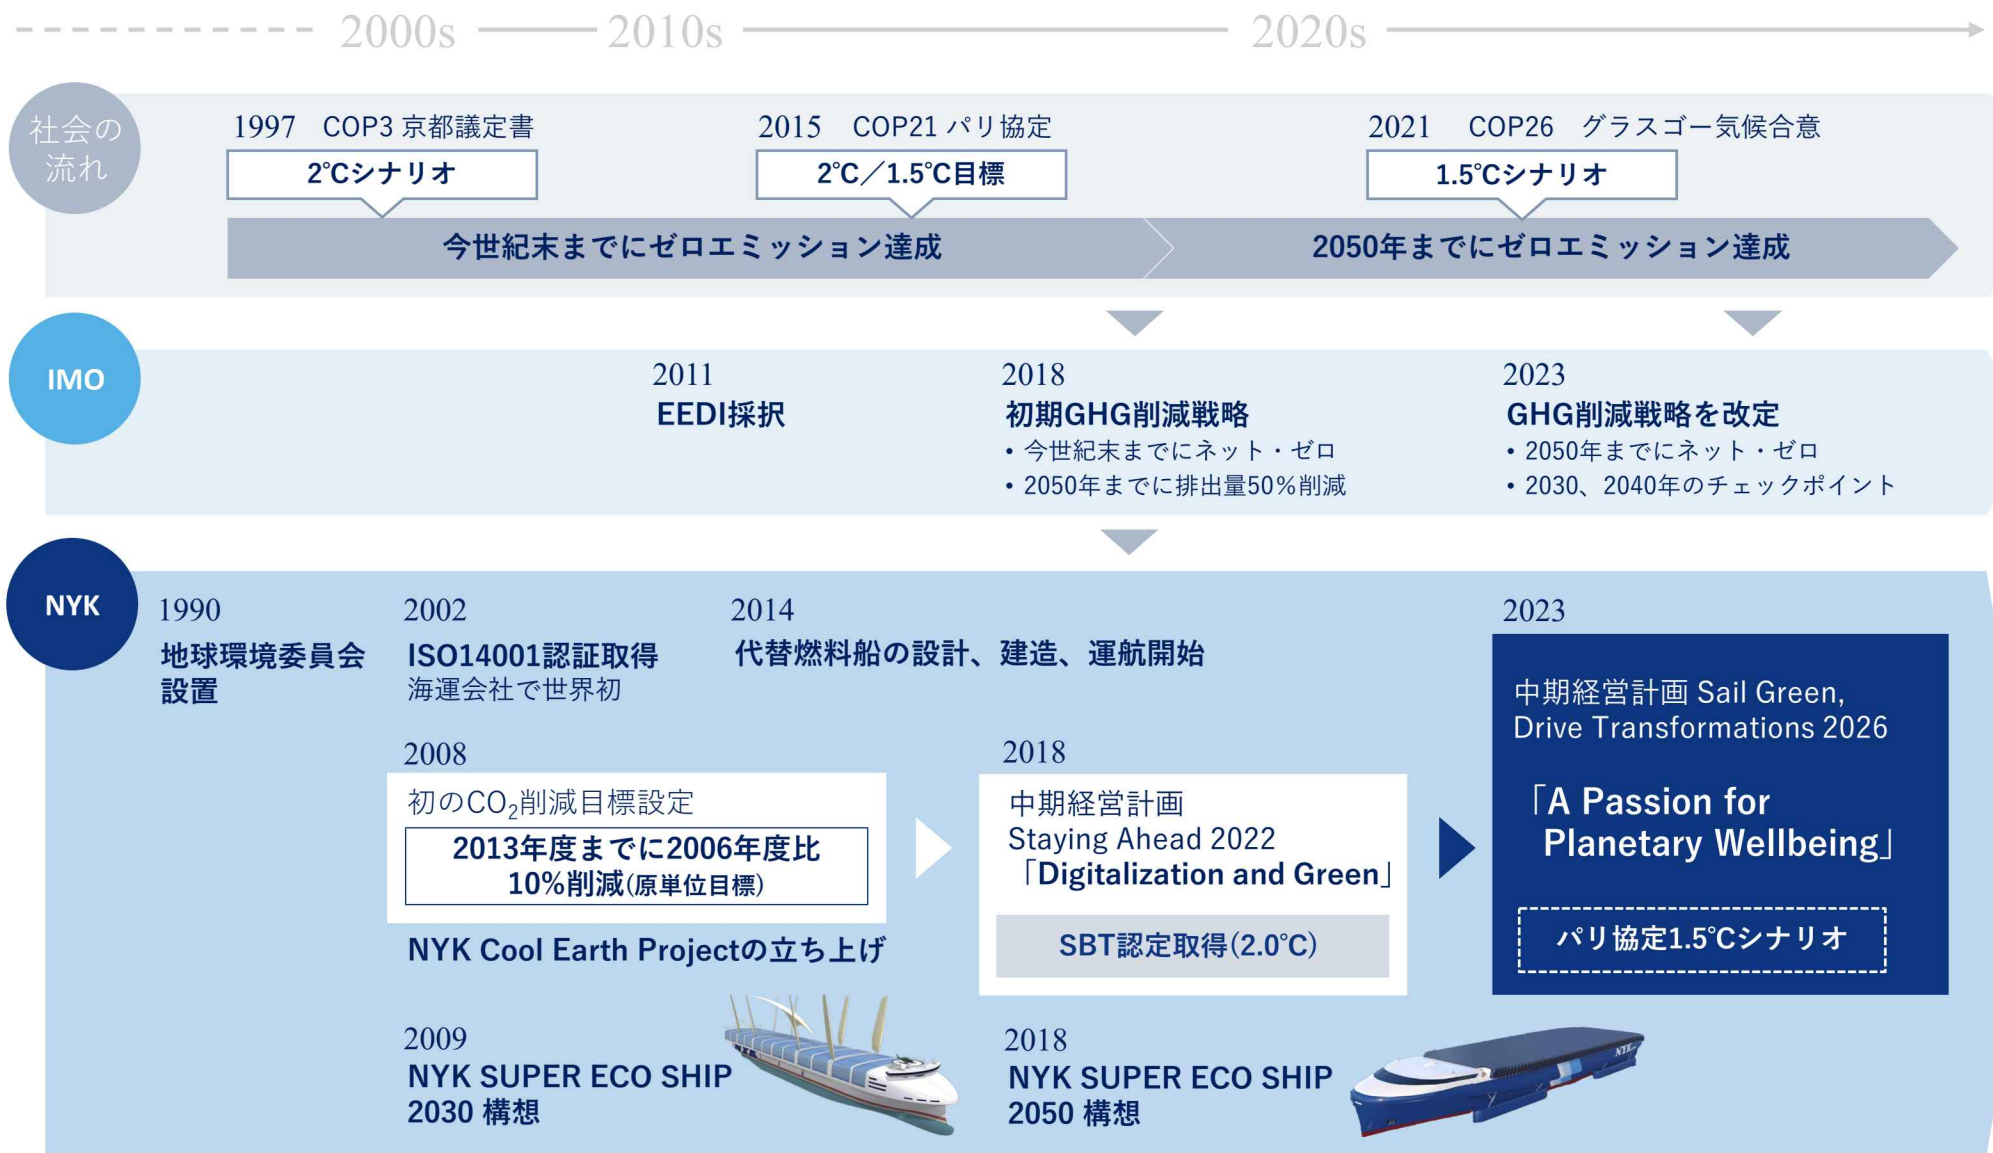 2000s
2010s
2020s
社会の
流れ
1997 COP3 京都議定書
2℃シナリオ
2015 COP21 パリ協定
2℃／1.5℃目標
2021 COP26 グラスゴー気候合意
1.5℃シナリオ
今世紀末までにゼロエミッション達成
2050年までにゼロエミッション達成
IMO
2011
EEDI採択
2018
初期GHG削減戦略
• 今世紀末までにネット・ゼロ
• 2050年までに排出量50％削減
2023
GHG削減戦略を改定
• 2050年までにネット・ゼロ
• 2030、2040年のチェックポイント
NYK
1990
地球環境委員会
設置
2002
ISO14001認証取得
海運会社で世界初
2014
代替燃料船の設計、建造、運航開始
2008
初のCO₂削減目標設定
2013年度までに2006年度比
10%削減(原単位目標)
NYK Cool Earth Projectの立ち上げ
2018
中期経営計画
Staying Ahead 2022
「Digitalization and Green」
SBT認定取得(2.0℃)
2023
中期経営計画 Sail Green,
Drive Transformations 2026
「A Passion for
Planetary Wellbeing」
パリ協定1.5℃シナリオ
2009
NYK SUPER ECO SHIP
2030 構想
2018
NYK SUPER ECO SHIP
2050 構想
NYK